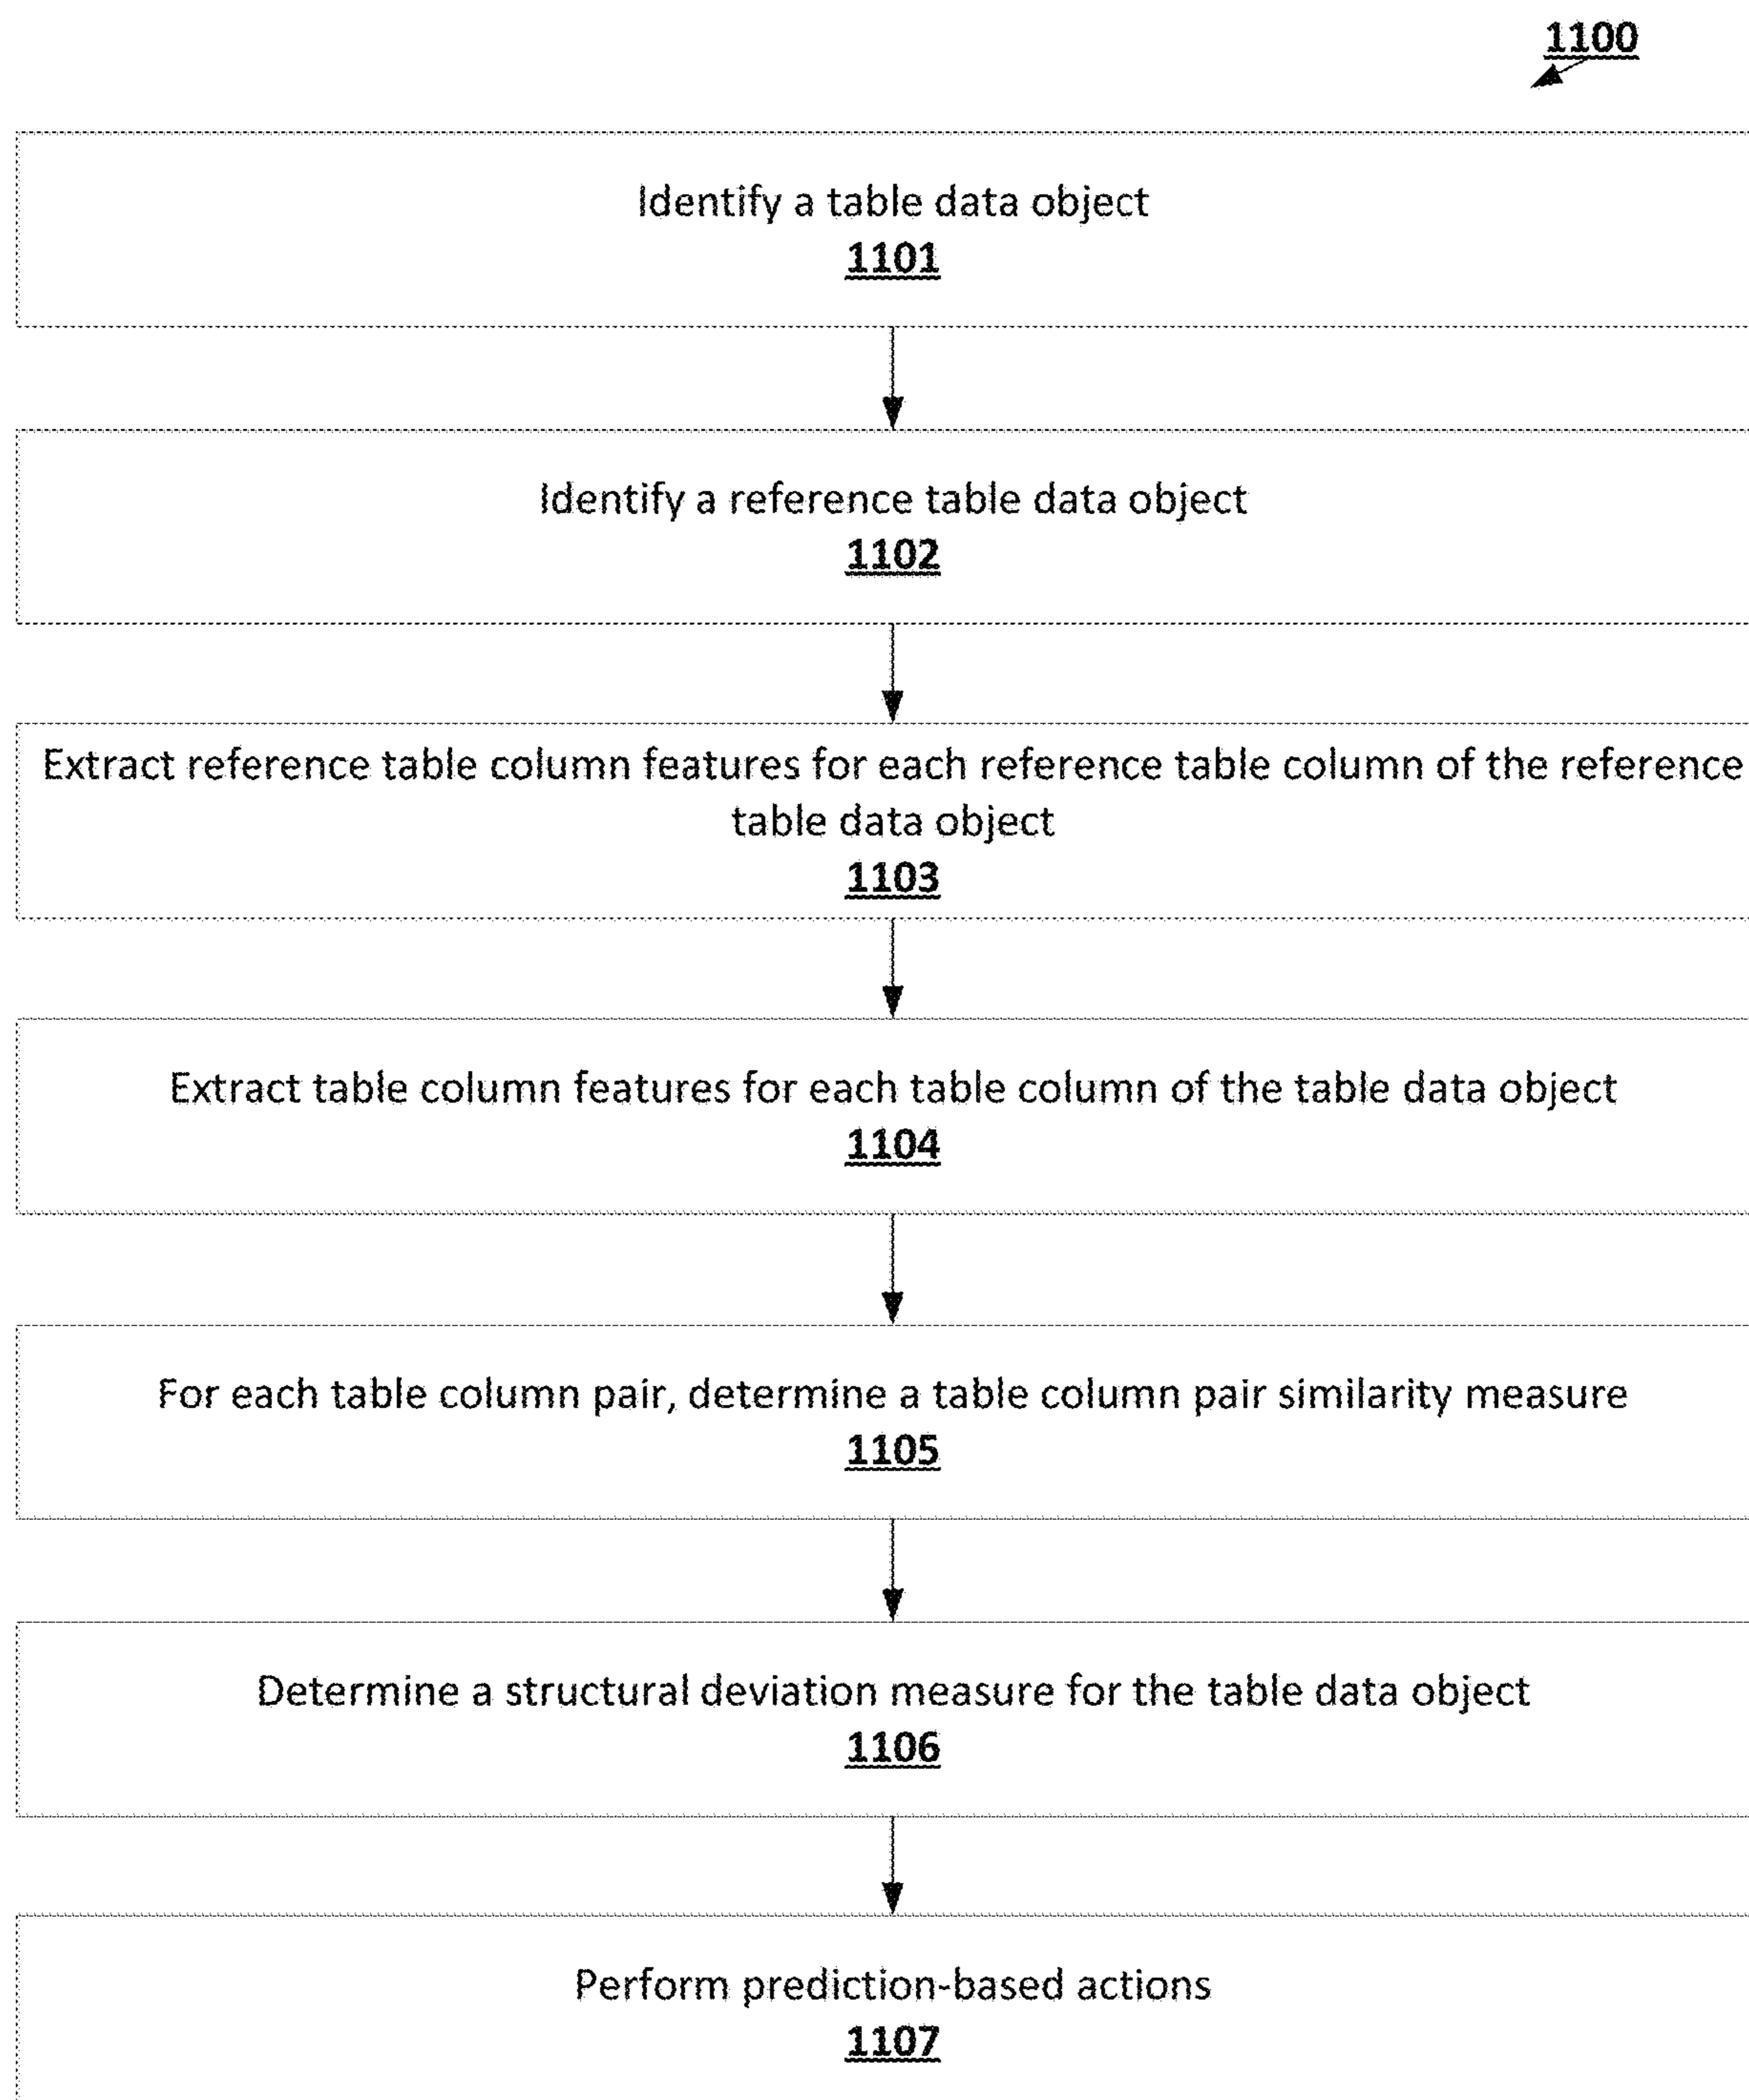 1100
Identify a table data object
1101
Identify a reference table data object
1102
Extract reference table column features for each reference table column of the reference
table data object
1103
Extract table column features for each table column of the table data object
1104
For each table column pair, determine a table column pair similarity measure
1105
Determine a structural deviation measure for the table data object
1106
Perform prediction-based actions
1107